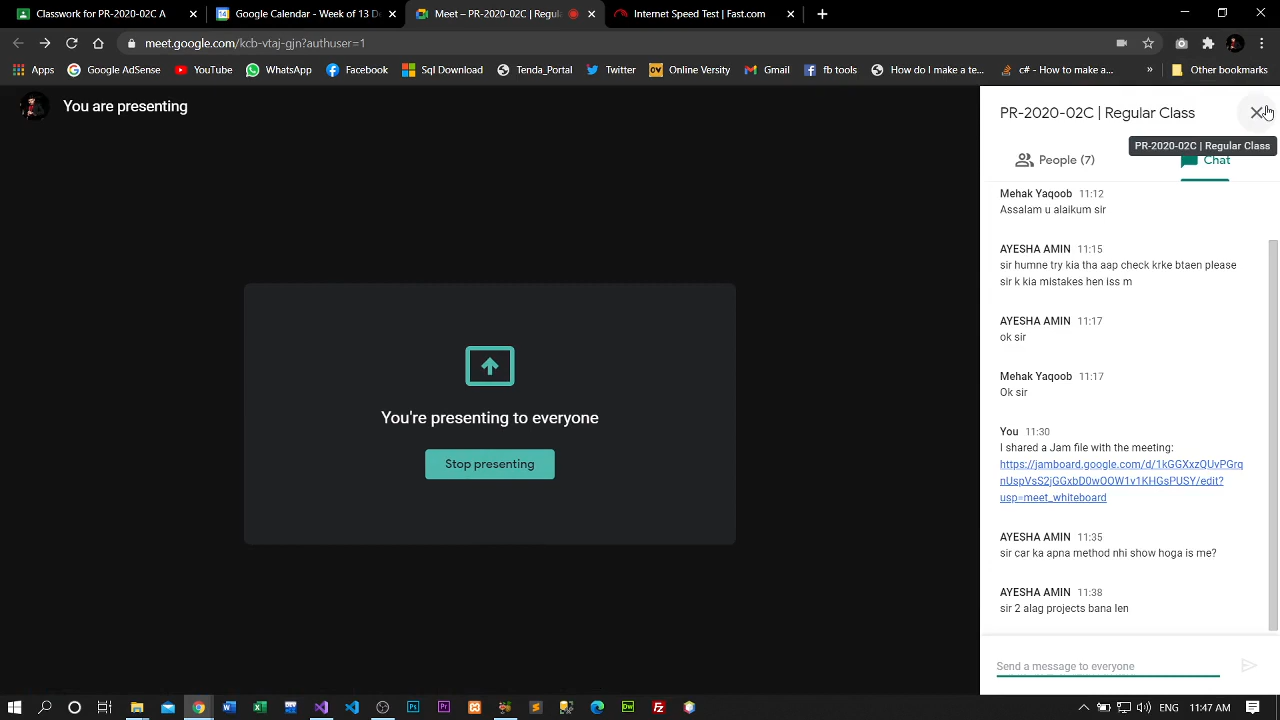 Classwork for PR-2020-02C A
Google Calendar - Week of 13 D
Meet – PR-2020-02C | Regul
Internet Speed Test | Fast.com
meet.google.com/kcb-vtaj-gjn?authuser=1
Apps
Google AdSense
YouTube
WhatsApp
Facebook
Sql Download
Tenda_Portal
Twitter
Online Versity
Gmail
fb tools
How do I make a te...
c# - How to make a...
»
Other bookmarks
You are presenting
You're presenting to everyone
Stop presenting
PR-2020-02C | Regular Class
PR-2020-02C | Regular Class
People (7)
Chat
Mehak Yaqoob 11:12
Assalam u alaikum sir
AYESHA AMIN 11:15
sir humne try kia tha aap check krke btaen please
sir k kia mistakes hen iss m
AYESHA AMIN 11:17
ok sir
Mehak Yaqoob 11:17
Ok sir
You 11:30
I shared a Jam file with the meeting:
https://jamboard.google.com/d/1kGGXxzQUvPGrq
nUspVsS2jGGxbD0wOOW1v1KHGsPUSY/edit?
usp=meet_whiteboard
AYESHA AMIN 11:35
sir car ka apna method nhi show hoga is me?
AYESHA AMIN 11:38
sir 2 alag projects bana len
Send a message to everyone
ENG
11:47 AM